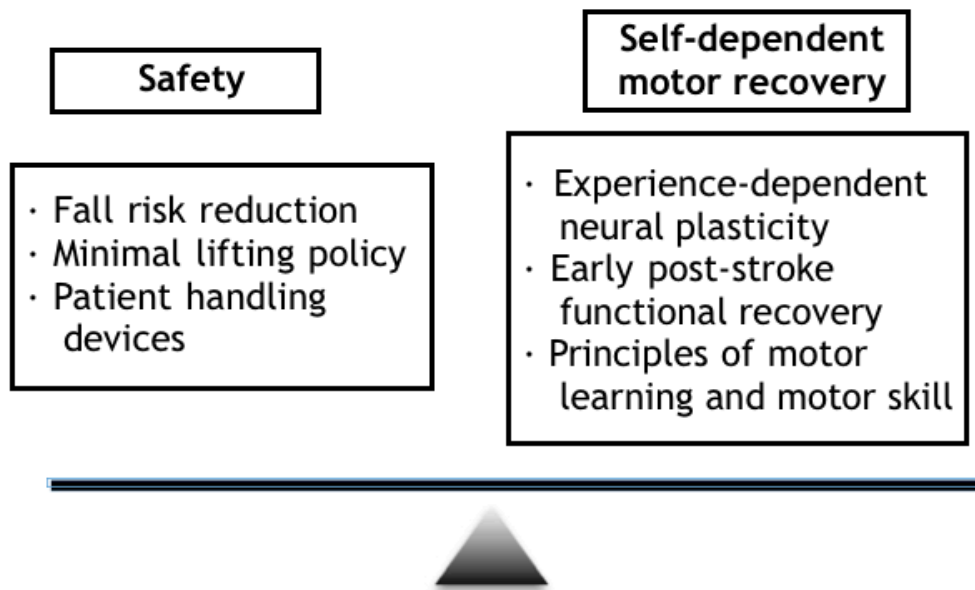 Safety
· Fall risk reduction
· Minimal lifting policy
· Patient handling
devices
Self-dependent
motor recovery
· Experience-dependent
neural plasticity
· Early post-stroke
functional recovery
· Principles of motor
learning and motor skill